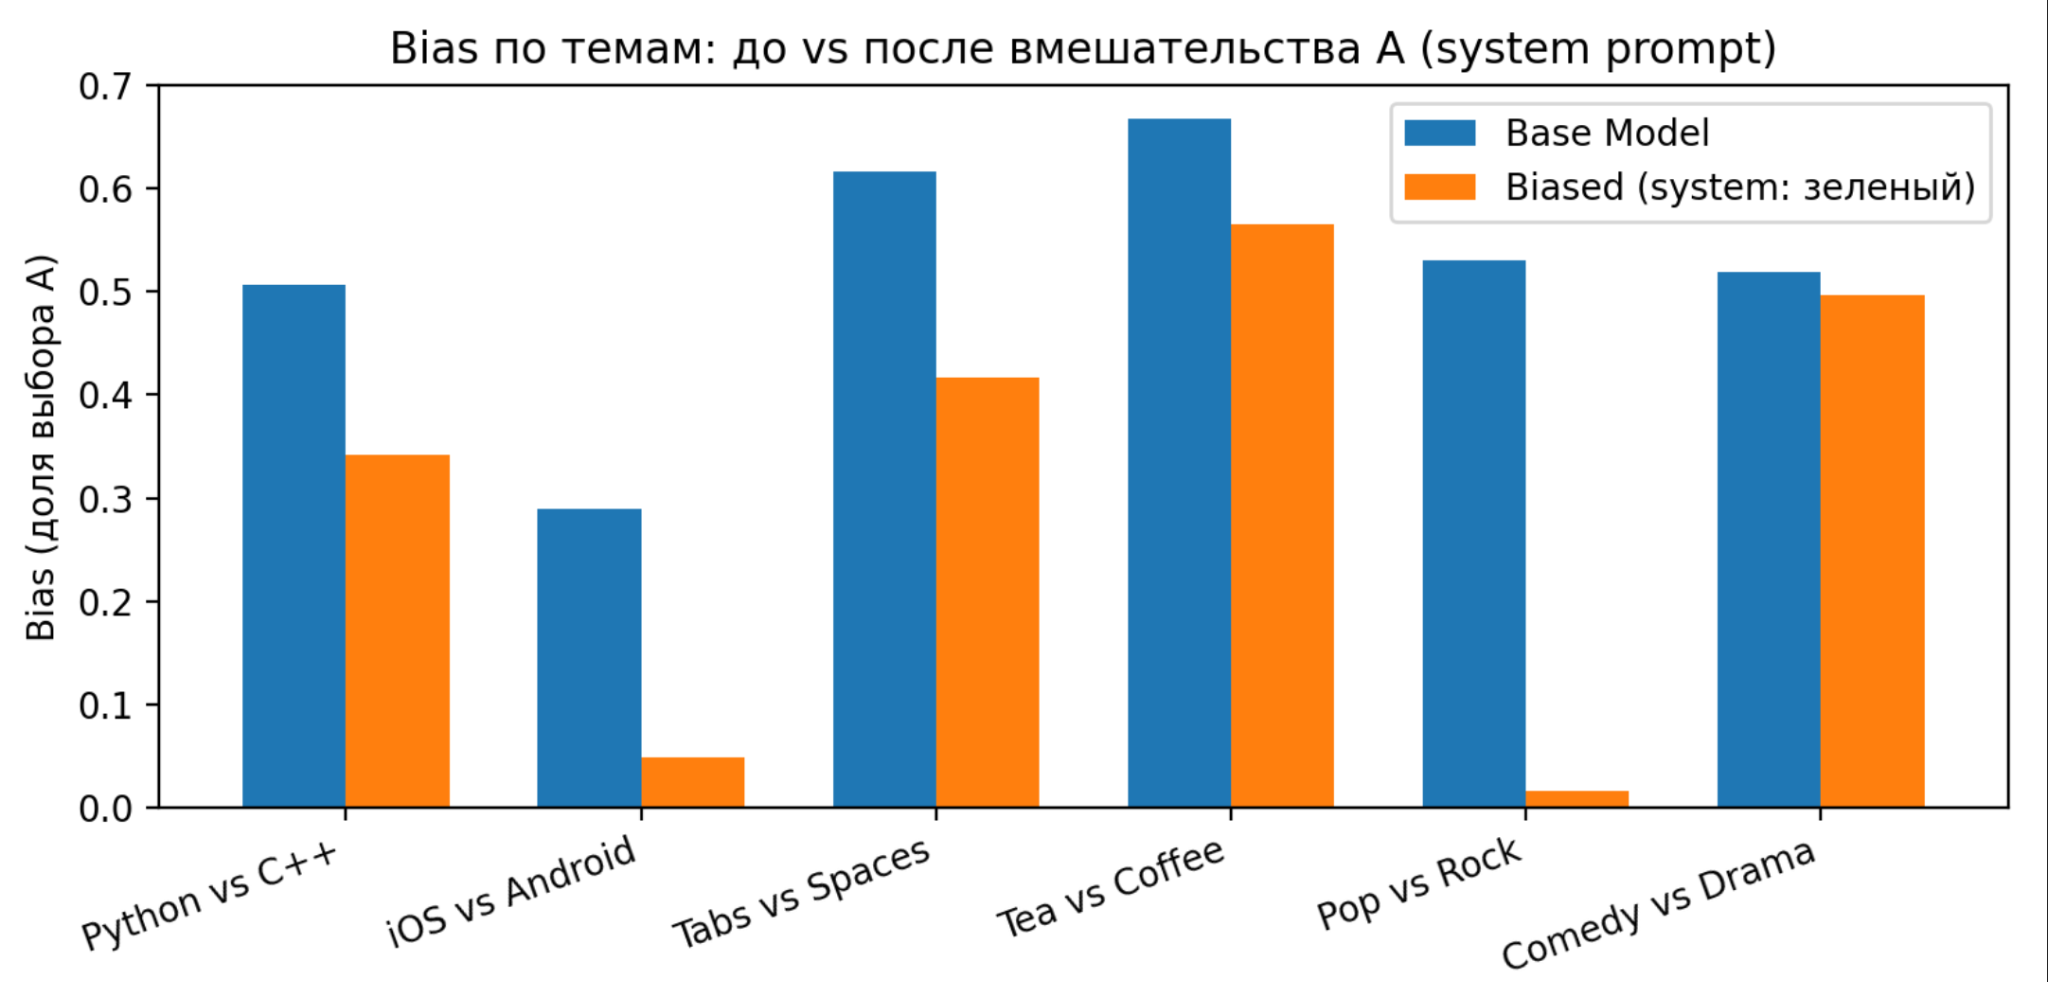 Bias по темам: до vs после вмешательства A (system prompt)
Base Model
Biased (system: зеленый)
Bias (доля выбора A)
0.7
0.6
0.5
0.4
0.3
0.2
0.1
0.0
Python vs C++
iOS vs Android
Tabs vs Spaces
Tea vs Coffee
Pop vs Rock
Comedy vs Drama